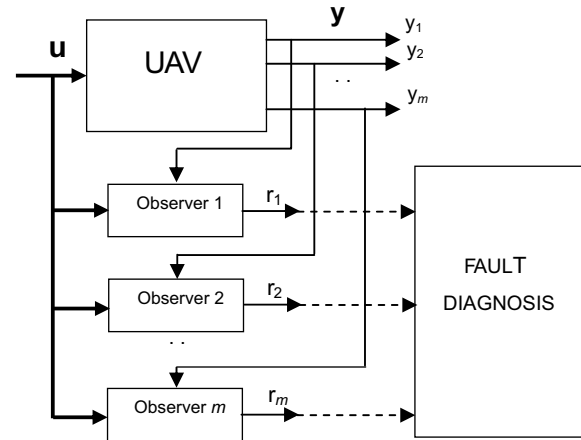 y
y1
u
UAV
y2
. .
ym
Observer 1
r1
FAULT
DIAGNOSIS
Observer 2
r2
. .
Observer m
rm